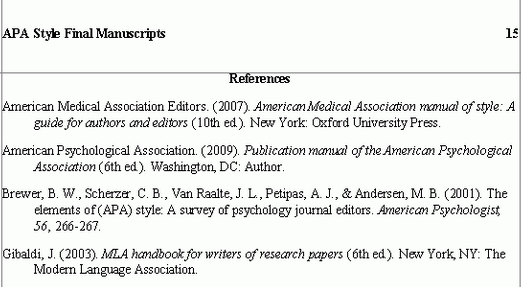 APA Style Final Manuscripts 15
References
American Medical Association Editors. (2007). American Medical Association manual of style: A
guide for authors and editors (10th ed.). New York: Oxford University Press.
American Psychological Association. (2009). Publication manual of the American Psychological
Association (6th ed.). Washington, DC: Author.
Brewer, B. W., Scherzer, C. B., Van Raalte, J. L., Petipas, A. J., & Andersen, M. B. (2001). The
elements of (APA) style: A survey of psychology journal editors. American Psychologist,
56, 266-267.
Gibaldi, J. (2003). MLA handbook for writers of research papers (6th ed.). New York, NY: The
Modern Language Association.